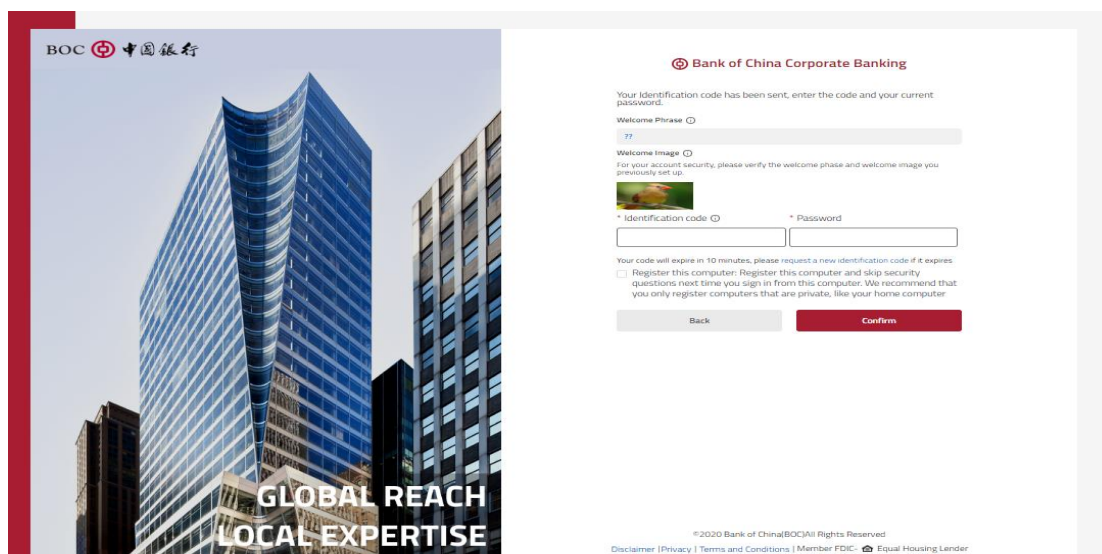 BOC 中国银行
GLOBAL REACH
LOCAL EXPERTISE
Bank of China Corporate Banking
Your Identification code has been sent, enter the code and your current
password.
Welcome Phrase
??
Welcome Image
For your account security, please verify the welcome phase and welcome image you
previously set up.
* Identification code * Password
Your code will expire in 10 minutes, please request a new identification code if it expires
Register this computer: Register this computer and skip security
questions next time you sign in from this computer. We recommend that
you only register computers that are private, like your home computer
Back Confirm
©2020 Bank of China(BOC)All Rights Reserved
Disclaimer |Privacy | Terms and Conditions | Member FDIC- Equal Housing Lender